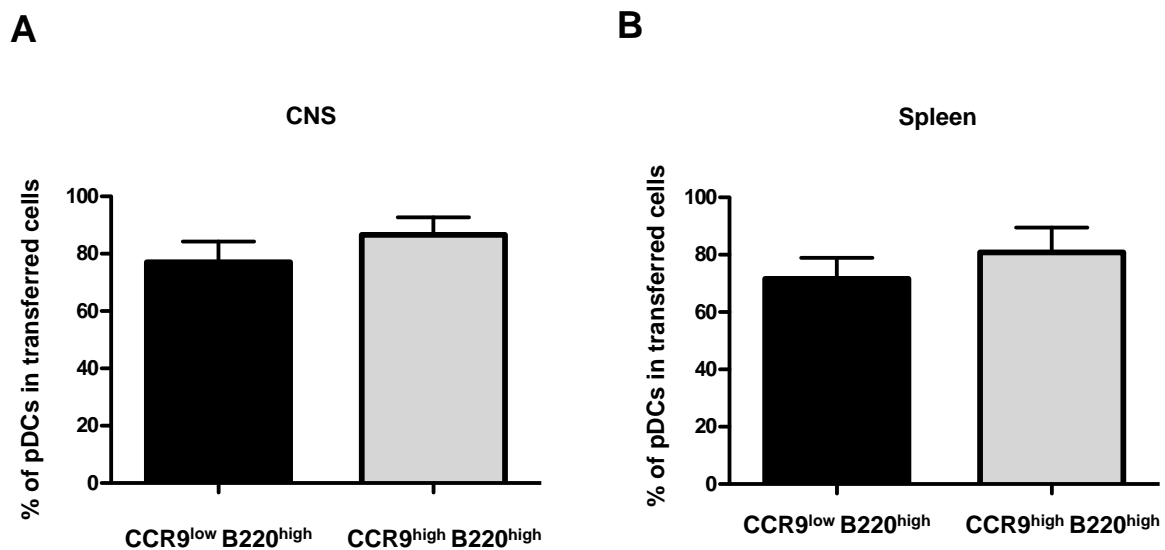 A
CNS
% of pDCs in transferred cells
100
80
60
40
20
0
CCR9low B220high
CCR9high B220high
B
Spleen
% of pDCs in transferred cells
100
80
60
40
20
0
CCR9low B220high
CCR9high B220high